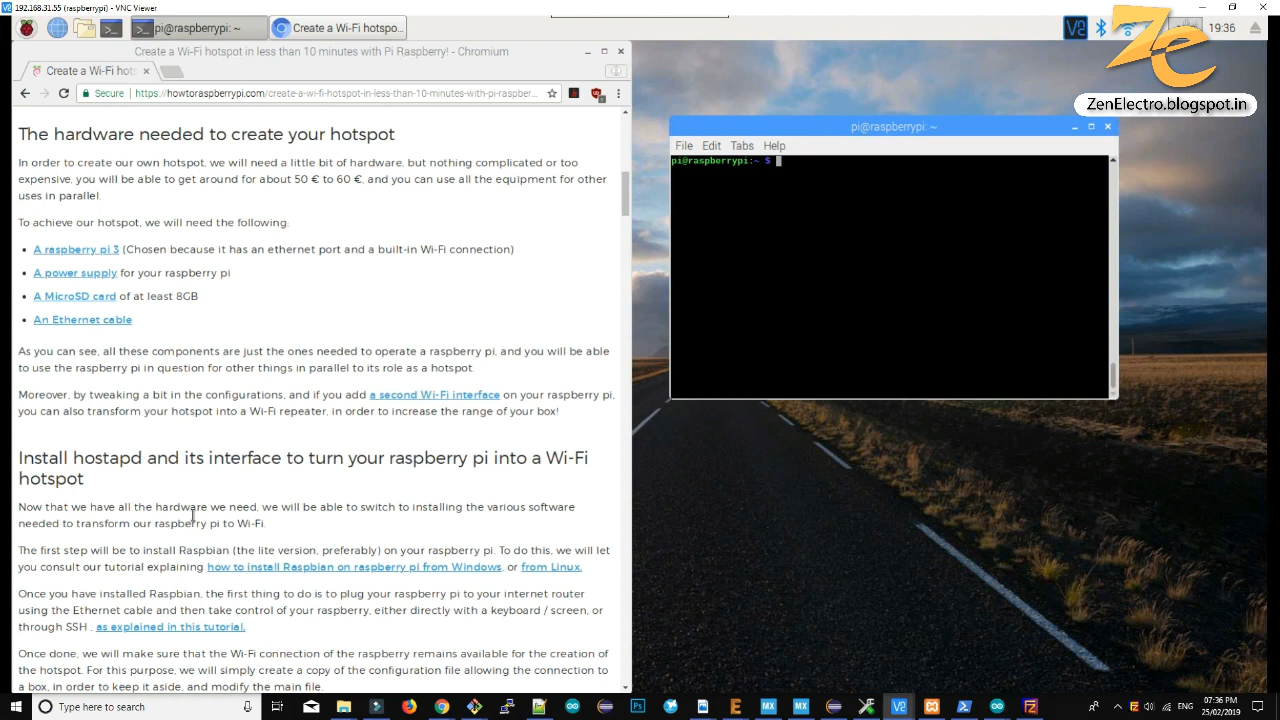 192.168.31.55 (raspberrypi) - VNC Viewer
pi@raspberrypi: ~
Create a Wi-Fi hotspo...
19:36
ZenElectro.blogspot.in
Create a Wi-Fi hotspot in less than 10 minutes with Pi Raspberry! - Chromium
Create a Wi-Fi hots
Secure
https://howtoraspberrypi.com/create-a-wi-fi-hotspot-in-less-than-10-minutes-with-pi-raspber...
The hardware needed to create your hotspot
In order to create our own hotspot, we will need a little bit of hardware, but nothing complicated or too
expensive, you will be able to get around for about 50 € to 60 €, and you can use all the equipment for other
uses in parallel.
To achieve our hotspot, we will need the following:
• A raspberry pi 3 (Chosen because it has an ethernet port and a built-in Wi-Fi connection)
• A power supply for your raspberry pi
• A MicroSD card of at least 8GB
• An Ethernet cable
As you can see, all these components are just the ones needed to operate a raspberry pi, and you will be able
to use the raspberry pi in question for other things in parallel to its role as a hotspot.
Moreover, by tweaking a bit in the configurations, and if you add a second Wi-Fi interface on your raspberry pi,
you can also transform your hotspot into a Wi-Fi repeater, in order to increase the range of your box!
Install hostapd and its interface to turn your raspberry pi into a Wi-Fi
hotspot
Now that we have all the hardware we need, we will be able to switch to installing the various software
needed to transform our raspberry pi to Wi-Fi.
The first step will be to install Raspbian (the lite version, preferably) on your raspberry pi. To do this, we will let
you consult our tutorial explaining how to install Raspbian on raspberry pi from Windows, or from Linux.
Once you have installed Raspbian, the first thing to do is to plug your raspberry pi to your internet router
using the Ethernet cable and then take control of your raspberry, either directly with a keyboard / screen, or
through SSH , as explained in this tutorial.
Once done, we will make sure that the Wi-Fi connection of the raspberry remains available for the creation of
the hotspot. For this purpose, we will simply create a copy of the configuration file allowing the connection to
a box, in order to keep it aside, and modify the main file.
pi@raspberrypi: ~
File Edit Tabs Help
pi@raspberrypi:~ $
Type here to search
ENG
07:36 PM
25/02/2019